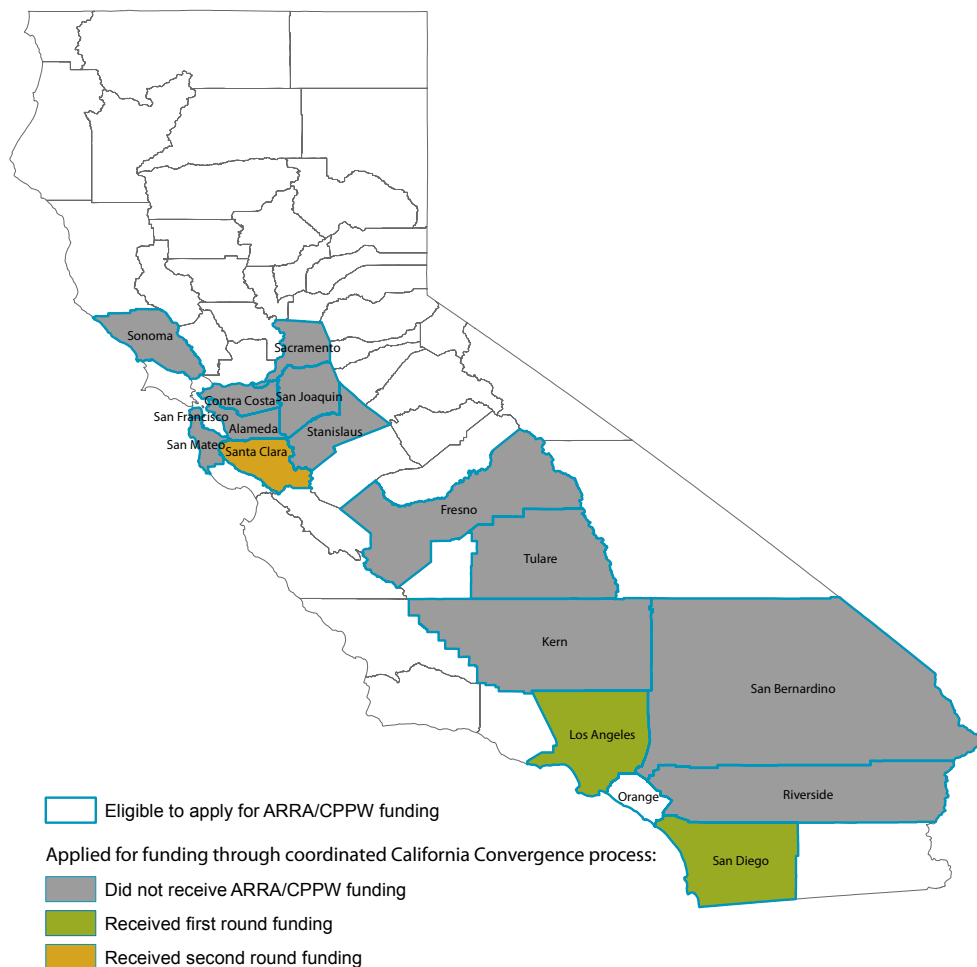 Sonoma
Sacramento
Contra Costa
San Joaquin
San Francisco
Alameda
Stanislaus
San Mateo
Santa Clara
Fresno
Tulare
Kern
San Bernardino
Los Angeles
Orange
Riverside
San Diego
Eligible to apply for ARRA/CPPW funding
Applied for funding through coordinated California Convergence process:
Did not receive ARRA/CPPW funding
Received first round funding
Received second round funding